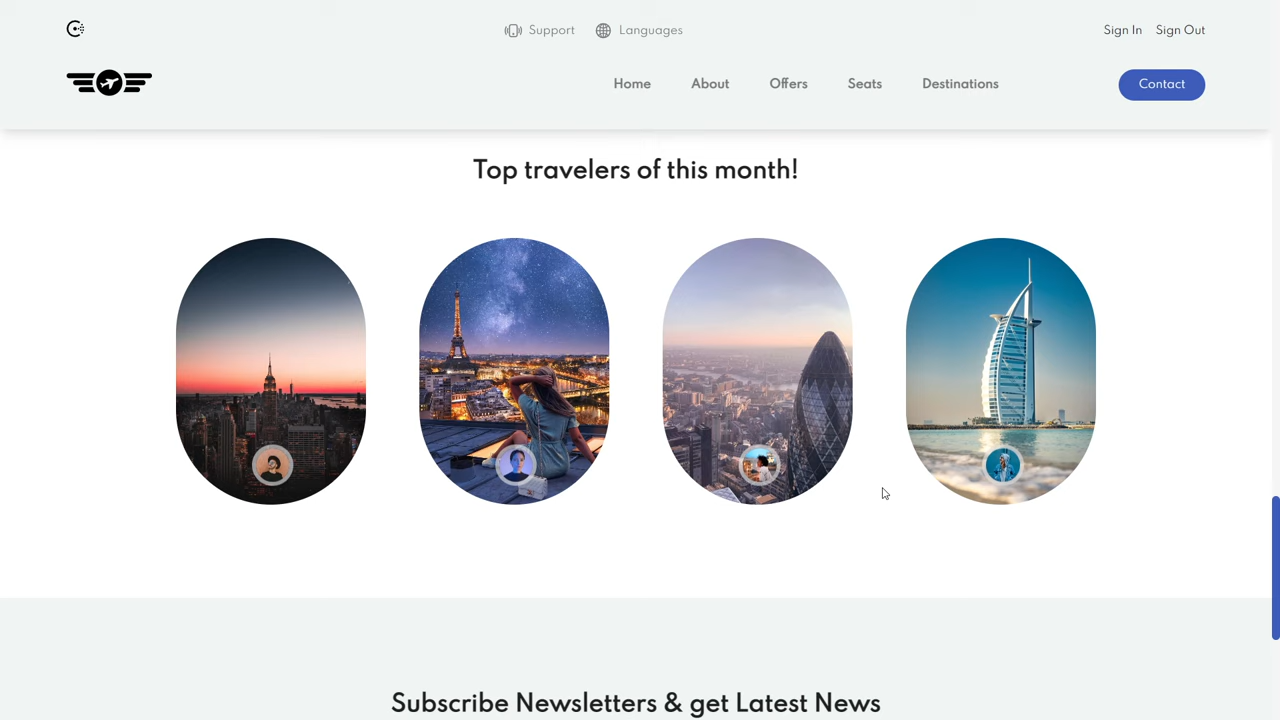 Support Languages Sign In Sign Out
Home About Offers Seats Destinations Contact
Top travelers of this month!
Subscribe Newsletters & get Latest News